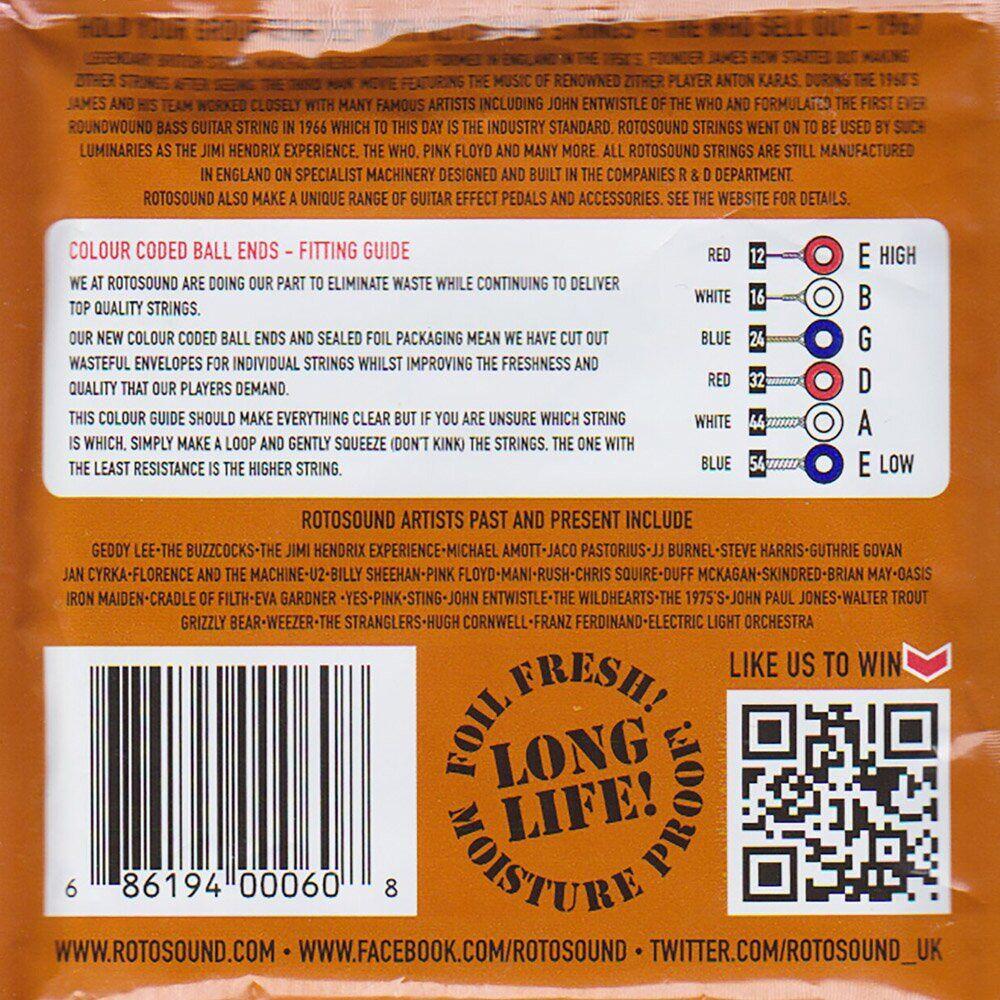 HOLD YOUR GROUP TOGETHER WITH ROTOSOUND STRINGS - THE WHO SELL OUT - 1967
LEGENDARY BRITISH STRING MAKERS ROTOSOUND FORMED IN ENGLAND IN THE 1950'S. FOUNDER JAMES HOW STARTED OUT MAKING
ZITHER STRINGS AFTER SEEING 'THE THIRD MAN' MOVIE FEATURING THE MUSIC OF RENOWNED ZITHER PLAYER ANTON KARAS. DURING THE 1960'S
JAMES AND HIS TEAM WORKED CLOSELY WITH MANY FAMOUS ARTISTS INCLUDING JOHN ENTWISTLE OF THE WHO AND FORMULATED THE FIRST EVER
ROUNDWOUND BASS GUITAR STRING IN 1966 WHICH TO THIS DAY IS THE INDUSTRY STANDARD. ROTOSOUND STRINGS WENT ON TO BE USED BY SUCH
LUMINARIES AS THE JIMI HENDRIX EXPERIENCE, THE WHO, PINK FLOYD AND MANY MORE. ALL ROTOSOUND STRINGS ARE STILL MANUFACTURED
IN ENGLAND ON SPECIALIST MACHINERY DESIGNED AND BUILT IN THE COMPANIES R & D DEPARTMENT.
ROTOSOUND ALSO MAKE A UNIQUE RANGE OF GUITAR EFFECT PEDALS AND ACCESSORIES. SEE THE WEBSITE FOR DETAILS.
COLOUR CODED BALL ENDS - FITTING GUIDE
WE AT ROTOSOUND ARE DOING OUR PART TO ELIMINATE WASTE WHILE CONTINUING TO DELIVER
TOP QUALITY STRINGS.
OUR NEW COLOUR CODED BALL ENDS AND SEALED FOIL PACKAGING MEAN WE HAVE CUT OUT
WASTEFUL ENVELOPES FOR INDIVIDUAL STRINGS WHILST IMPROVING THE FRESHNESS AND
QUALITY THAT OUR PLAYERS DEMAND.
THIS COLOUR GUIDE SHOULD MAKE EVERYTHING CLEAR BUT IF YOU ARE UNSURE WHICH STRING
IS WHICH, SIMPLY MAKE A LOOP AND GENTLY SQUEEZE (DON'T KINK) THE STRINGS. THE ONE WITH
THE LEAST RESISTANCE IS THE HIGHER STRING.
RED 12 E HIGH
WHITE 16 B
BLUE 24 G
RED 32 D
WHITE 44 A
BLUE 54 E LOW
ROTOSOUND ARTISTS PAST AND PRESENT INCLUDE
GEDDY LEE•THE BUZZCOCKS•THE JIMI HENDRIX EXPERIENCE•MICHAEL AMOTT•JACO PASTORIUS•JJ BURNEL•STEVE HARRIS•GUTHRIE GOVAN
JAN CYRKA•FLORENCE AND THE MACHINE•U2•BILLY SHEEHAN•PINK FLOYD•MANI•RUSH•CHRIS SQUIRE•DUFF MCKAGAN•SKINDRED•BRIAN MAY•OASIS
IRON MAIDEN•CRADLE OF FILTH•EVA GARDNER •YES•PINK•STING•JOHN ENTWISTLE•THE WILDHEARTS•THE 1975'S•JOHN PAUL JONES•WALTER TROUT
GRIZZLY BEAR•WEEZER•THE STRANGLERS•HUGH CORNWELL•FRANZ FERDINAND•ELECTRIC LIGHT ORCHESTRA
LIKE US TO WIN
FOIL FRESH!
LONG
LIFE!
MOISTURE PROOF!
6 86194 00060 8
WWW.ROTOSOUND.COM • WWW.FACEBOOK.COM/ROTOSOUND • TWITTER.COM/ROTOSOUND_UK